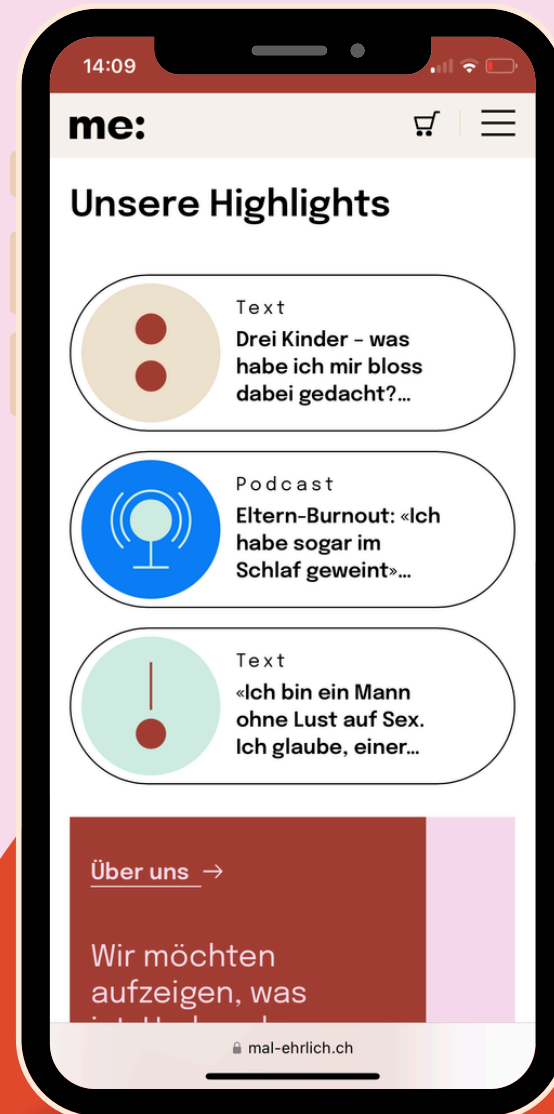 14:09
me:
Unsere Highlights
Text
Drei Kinder – was
habe ich mir bloss
dabei gedacht?...
Podcast
Eltern-Burnout: «Ich
habe sogar im
Schlaf geweint»...
Text
«Ich bin ein Mann
ohne Lust auf Sex.
Ich glaube, einer...
Über uns →
Wir möchten
aufzeigen, was
mal-ehrlich.ch